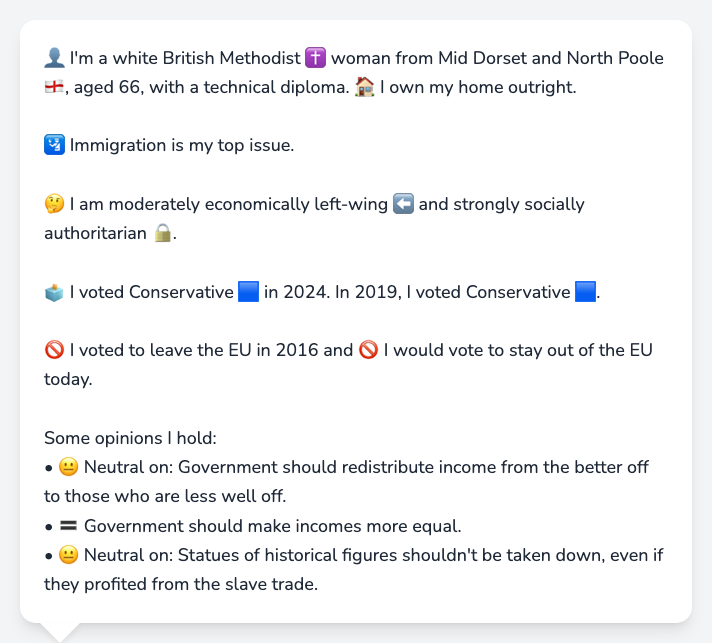 👤 I'm a white British Methodist ✝️ woman from Mid Dorset and North Poole
🏴󠁧󠁢󠁥󠁮󠁧󠁿, aged 66, with a technical diploma. 🏠 I own my home outright.
🛂 Immigration is my top issue.
🤔 I am moderately economically left-wing ⬅️ and strongly socially
authoritarian 🔒.
🗳️ I voted Conservative 🟦 in 2024. In 2019, I voted Conservative 🟦.
🚫 I voted to leave the EU in 2016 and 🚫 I would vote to stay out of the EU
today.
Some opinions I hold:
• 😐 Neutral on: Government should redistribute income from the better off
to those who are less well off.
• 🟰 Government should make incomes more equal.
• 😐 Neutral on: Statues of historical figures shouldn't be taken down, even if
they profited from the slave trade.